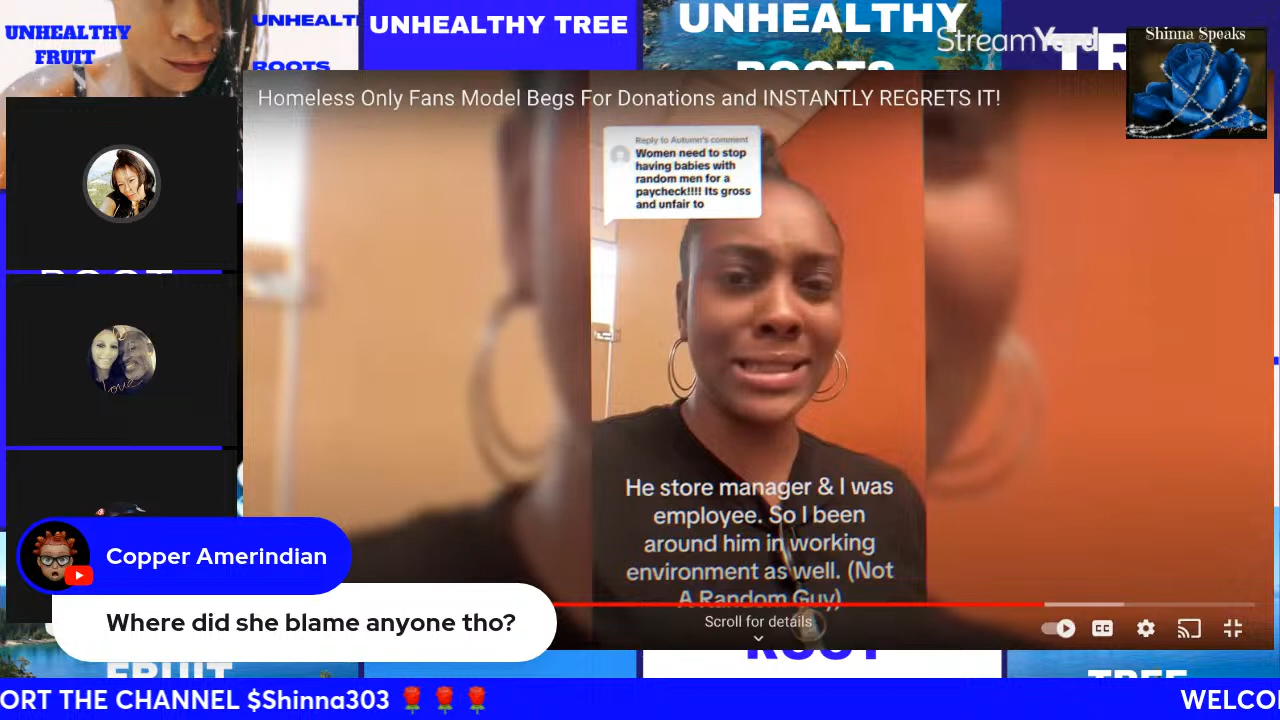 UNHEALTHY
FRUIT
UNHEALT
ROOTS
UNHEALTHY TREE
UNHEALTHY
ROOTS
StreamYard
Shinna Speaks
Homeless Only Fans Model Begs For Donations and INSTANTLY REGRETS IT!
Reply to Autumn's comment
Women need to stop
having babies with
random men for a
paycheck!!!! Its gross
and unfair to
He store manager & I was
employee. So I been
around him in working
environment as well. (Not
A Random Guy)
Scroll for details
CC
Love
Copper Amerindian
Where did she blame anyone tho?
FRUIT
ROOT
TREE
ORT THE CHANNEL $Shinna303 🌹 🌹 🌹
WELCO